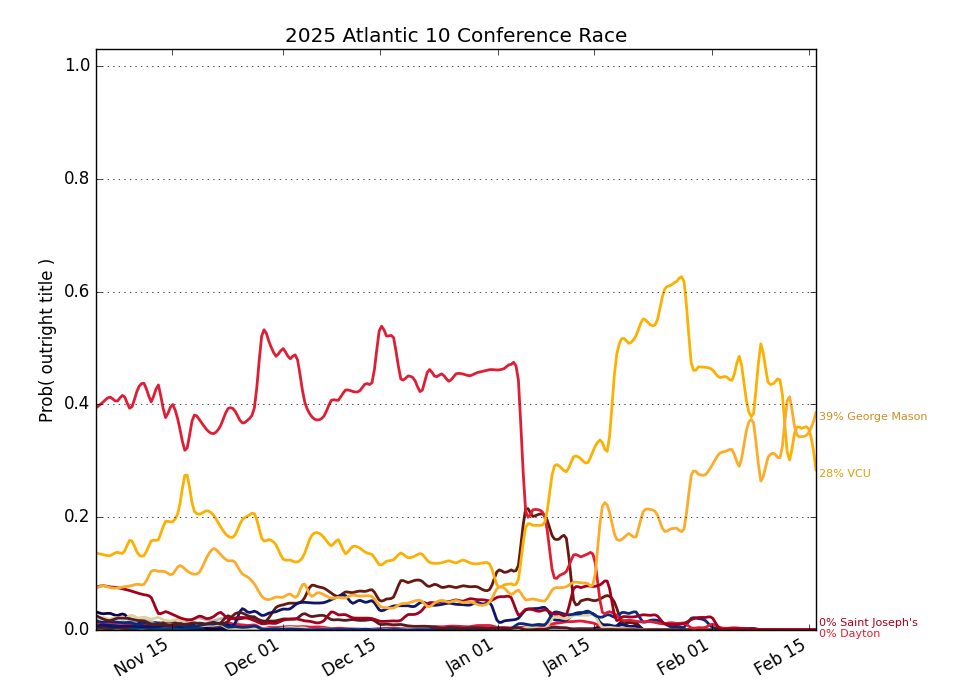 2025 Atlantic 10 Conference Race
Prob( outright title )
1.0
0.8
0.6
0.4
0.2
0.0
39% George Mason
28% VCU
0% Saint Joseph's
0% Dayton
Nov 15
Dec 01
Dec 15
Jan 01
Jan 15
Feb 01
Feb 15